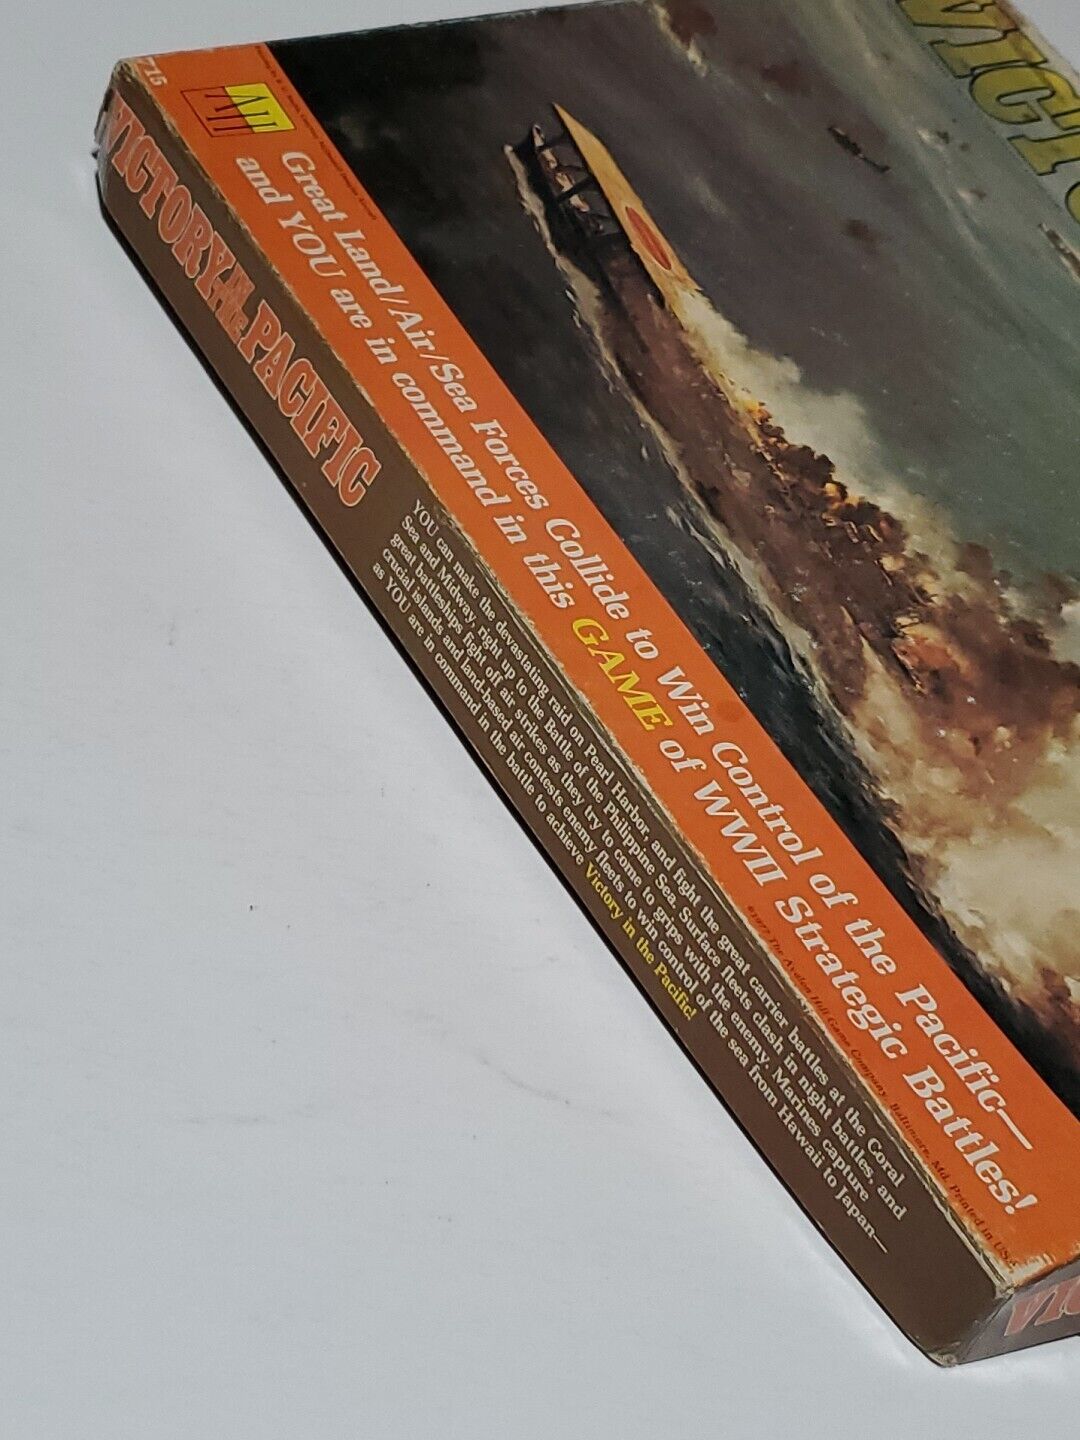 VICTO
715
AH
Great Land/Air/Sea Forces Collide to Win Control of the Pacific—
and YOU are in command in this GAME of WWII Strategic Battles!
©1977 The Avalon Hill Game Company, Baltimore, Md. Printed in U.S.A.
VICTORY IN THE PACIFIC
YOU can make the devastating raid on Pearl Harbor, and fight the great carrier battles at the Coral
Sea and Midway, right up to the Battle of the Philippine Sea. Surface fleets clash in night battles, and
great battleships fight off air strikes as they try to come to grips with the enemy. Marines capture
crucial islands and land-based air contests enemy fleets to win control of the sea from Hawaii to Japan—
as YOU are in command in the battle to achieve Victory in the Pacific!
VIC